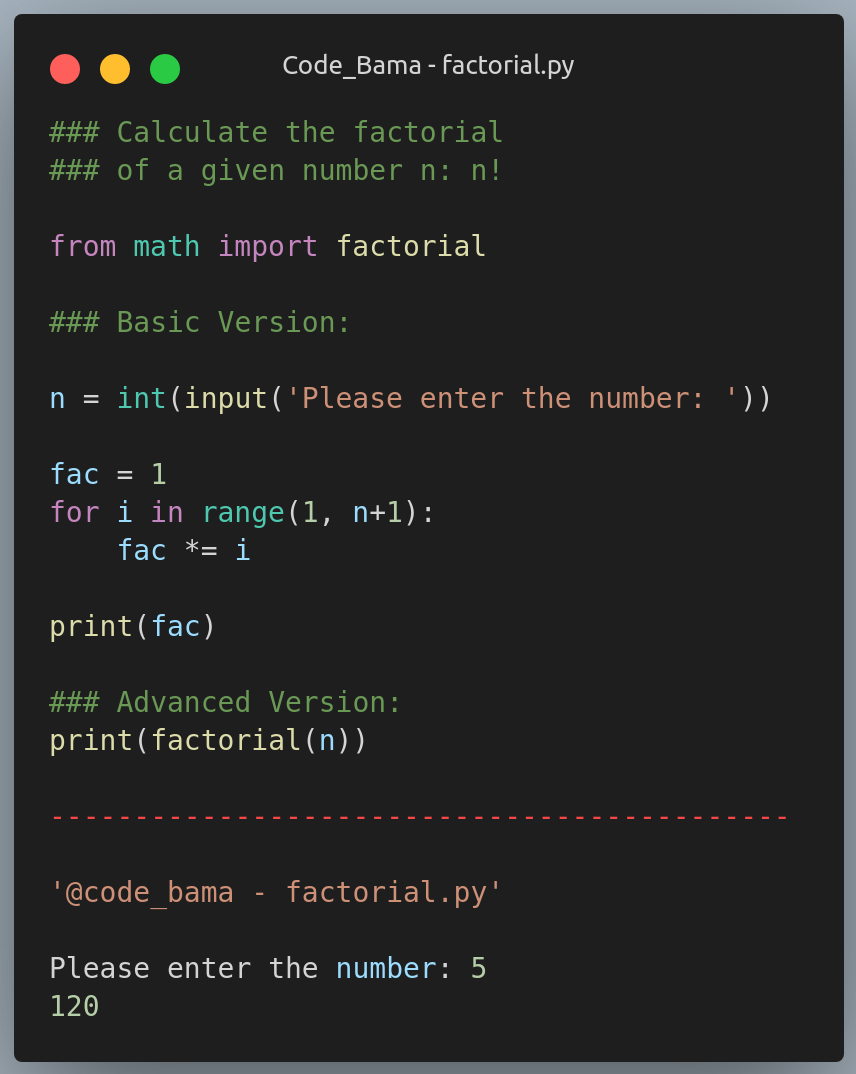 Code_Bama - factorial.py
### Calculate the factorial
### of a given number n: n!
from math import factorial
### Basic Version:
n = int(input('Please enter the number: '))
fac = 1
for i in range(1, n+1):
    fac *= i
print(fac)
### Advanced Version:
print(factorial(n))
--------------------------------------------
'@code_bama - factorial.py'
Please enter the number: 5
120